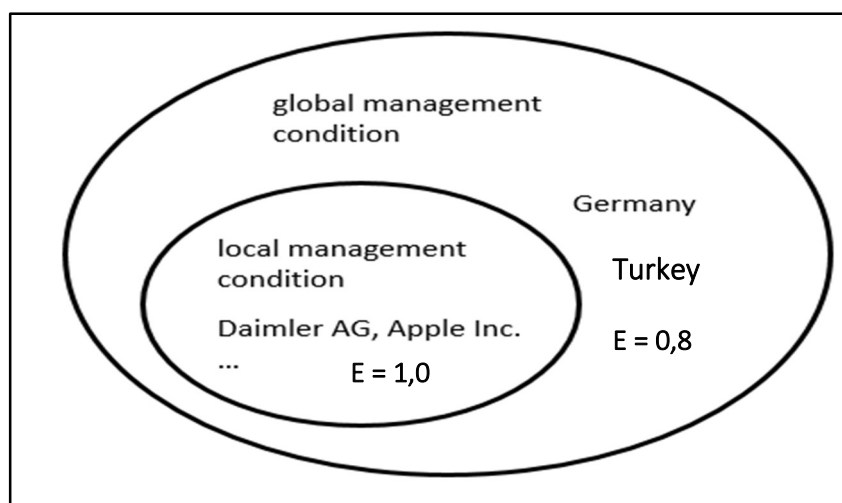 global management
condition
Germany
local management
condition
Turkey
Daimler AG, Apple Inc.
E = 0,8
...
E = 1,0